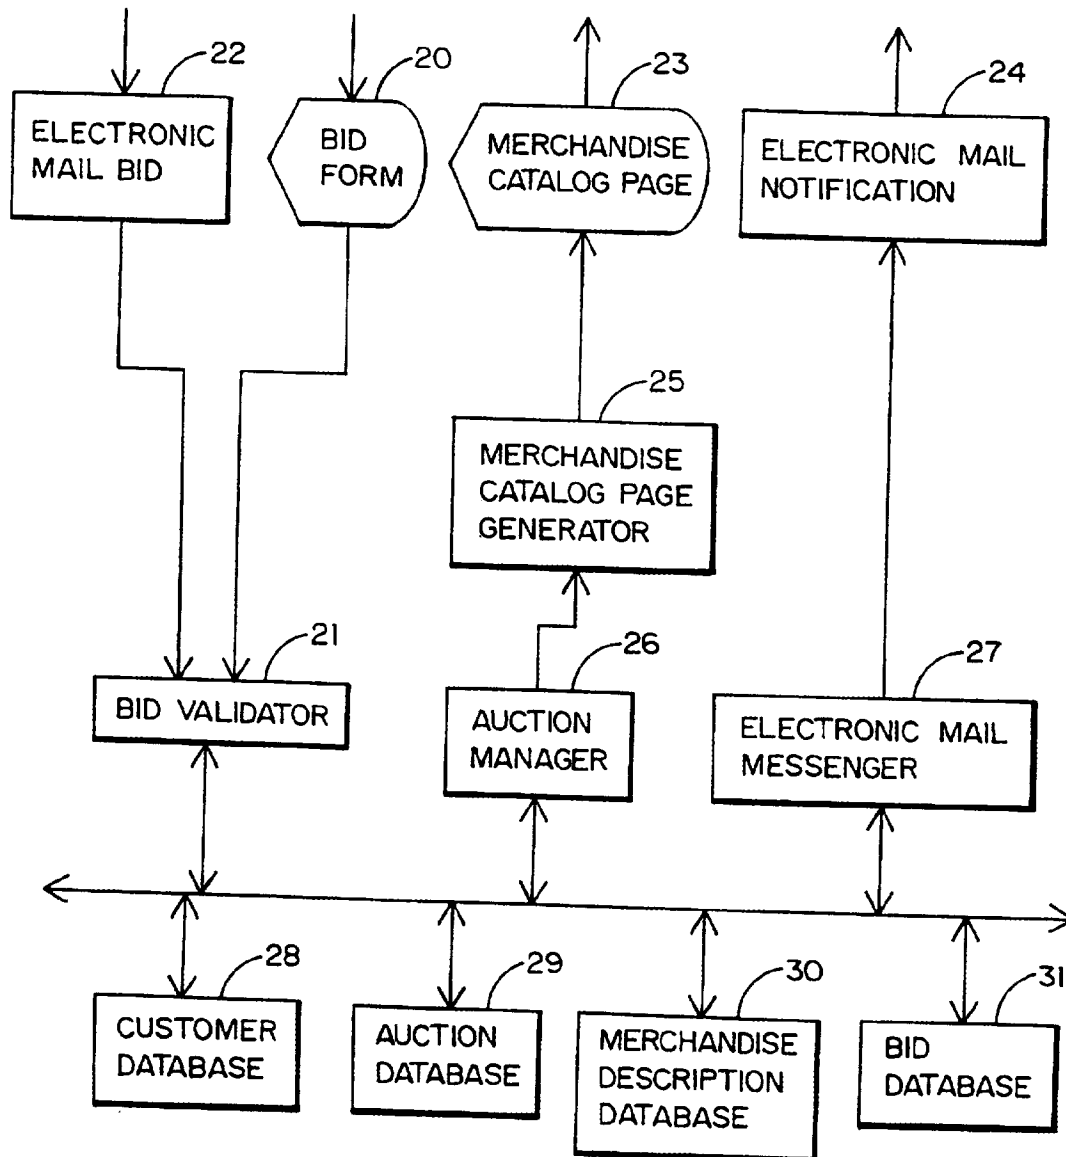 22
20
23
24
ELECTRONIC
MAIL BID
BID
FORM
MERCHANDISE
CATALOG PAGE
ELECTRONIC MAIL
NOTIFICATION
25
MERCHANDISE
CATALOG PAGE
GENERATOR
21
26
27
BID VALIDATOR
AUCTION
MANAGER
ELECTRONIC MAIL
MESSENGER
28
29
30
31
CUSTOMER
DATABASE
AUCTION
DATABASE
MERCHANDISE
DESCRIPTION
DATABASE
BID
DATABASE